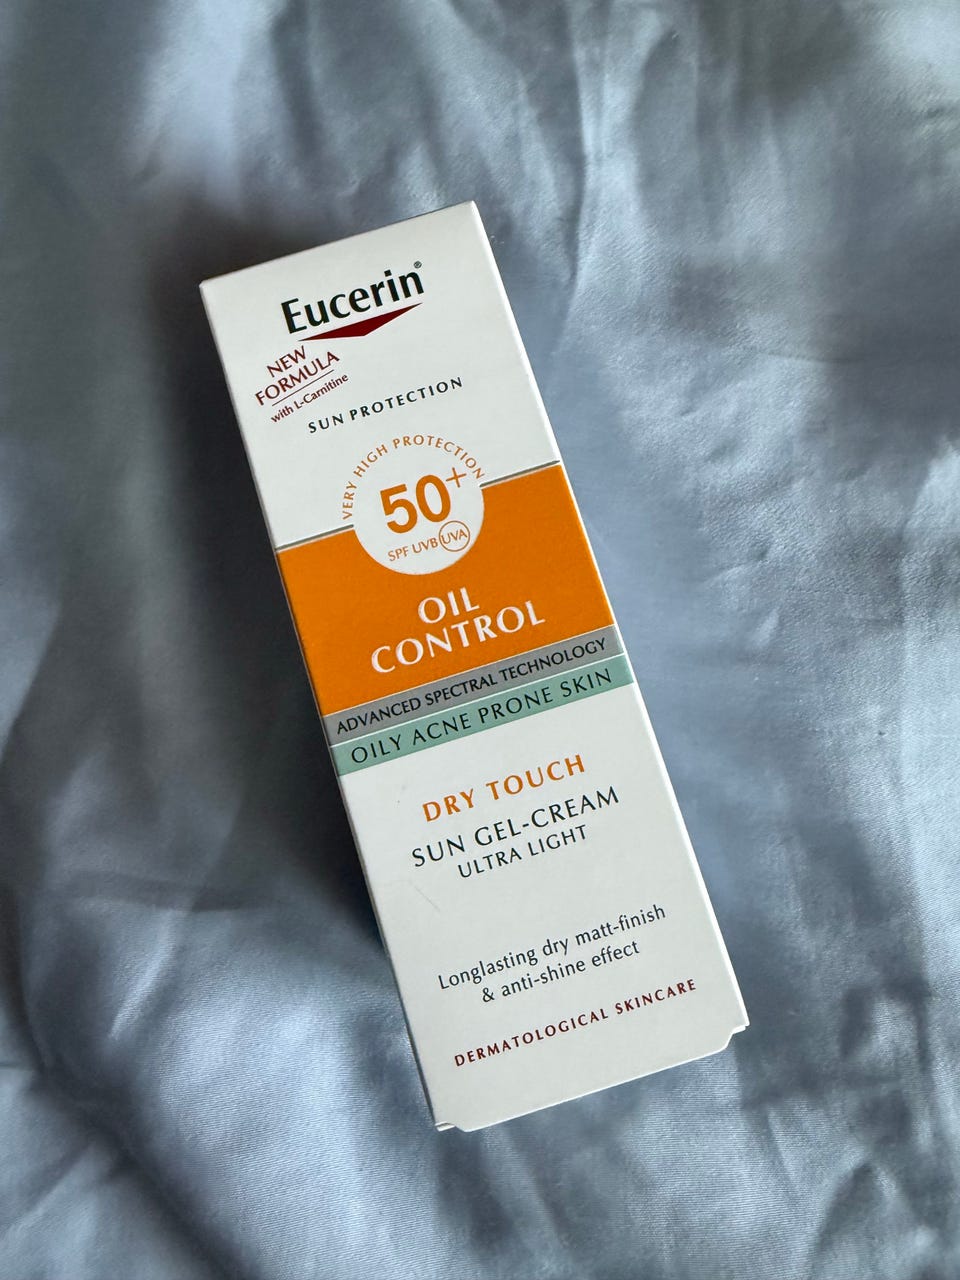 Eucerin®
NEW
FORMULA
with L-Carnitine
SUN PROTECTION
VERY HIGH PROTECTION
50+
SPF UVB UVA
OIL
CONTROL
ADVANCED SPECTRAL TECHNOLOGY
OILY ACNE PRONE SKIN
DRY TOUCH
SUN GEL-CREAM
ULTRA LIGHT
Longlasting dry matt-finish
& anti-shine effect
DERMATOLOGICAL SKINCARE